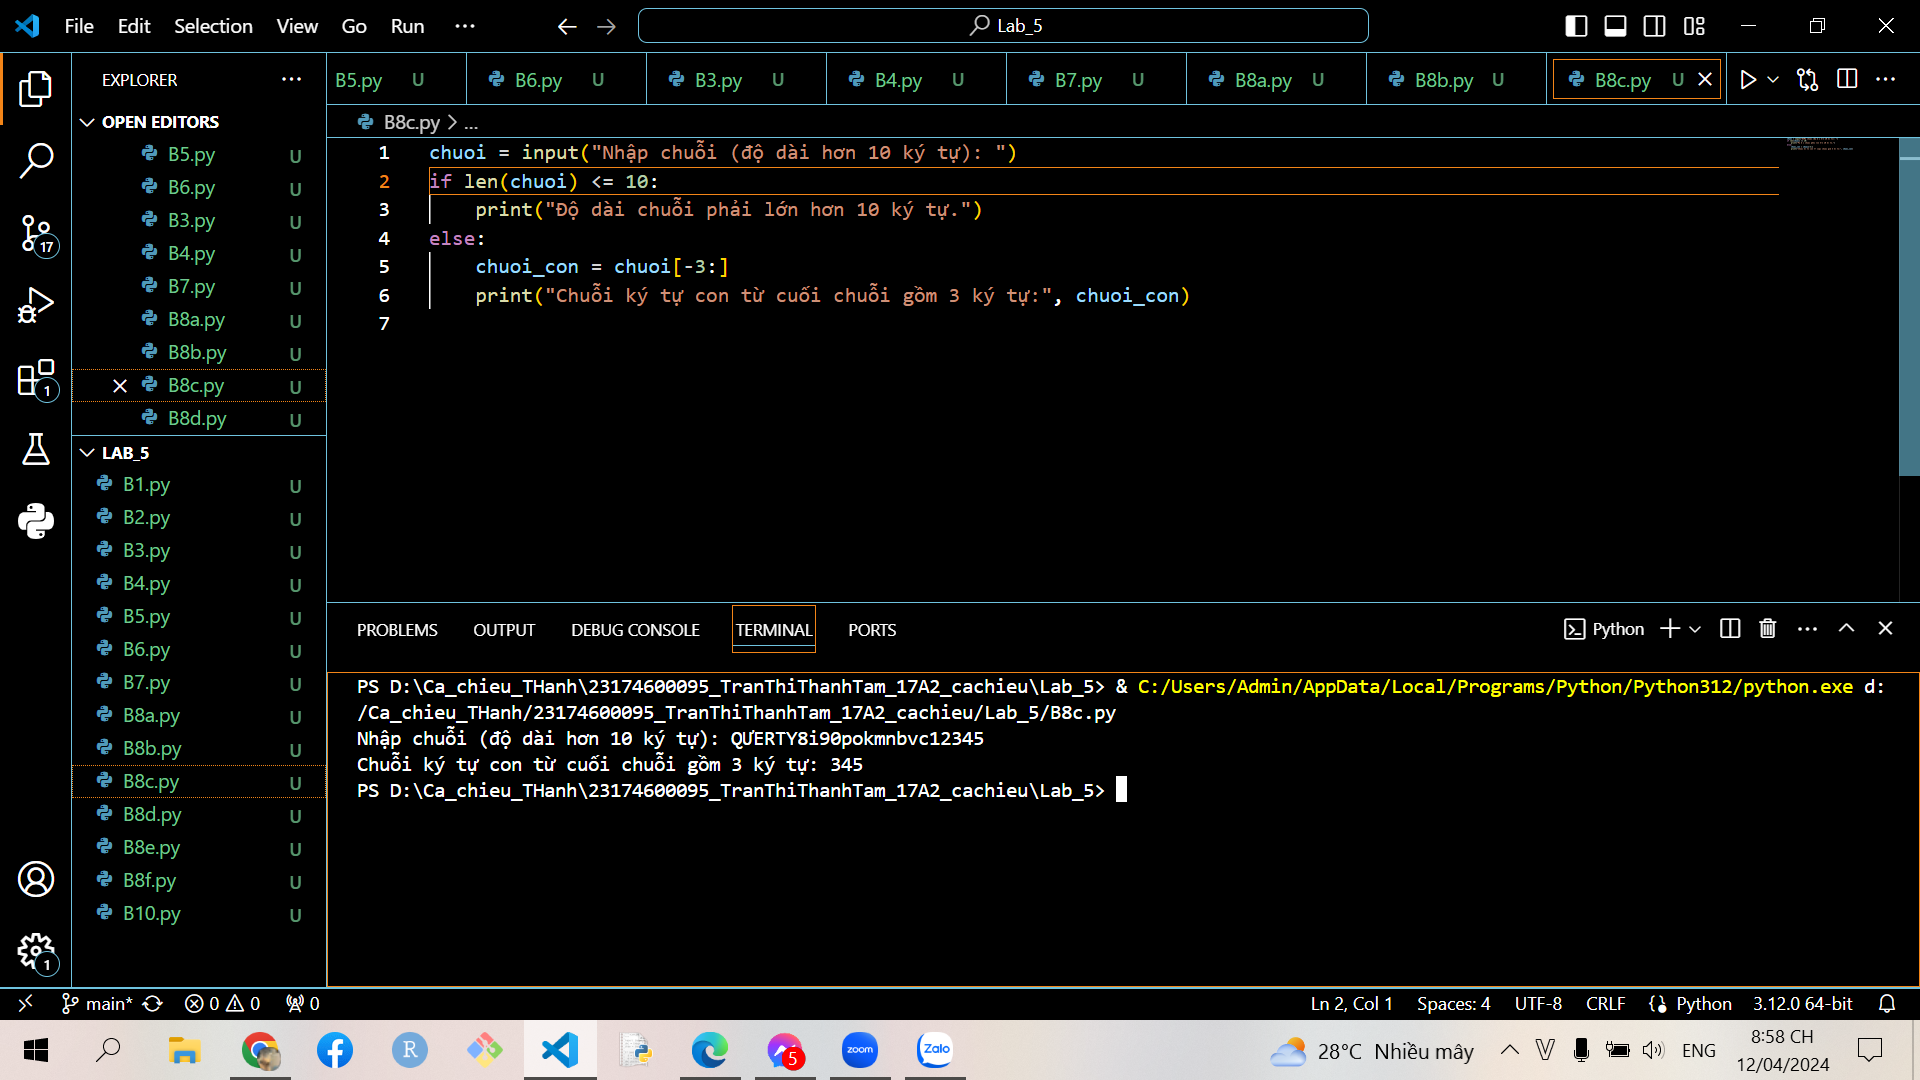 File Edit Selection View Go Run ··· Lab_5
EXPLORER ···
OPEN EDITORS
B5.py U
B6.py U
B3.py U
B4.py U
B7.py U
B8a.py U
B8b.py U
B8c.py U
B8d.py U
LAB_5
B1.py U
B2.py U
B3.py U
B4.py U
B5.py U
B6.py U
B7.py U
B8a.py U
B8b.py U
B8c.py U
B8d.py U
B8e.py U
B8f.py U
B10.py U
17
1
1
B5.py U B6.py U B3.py U B4.py U B7.py U B8a.py U B8b.py U B8c.py U
B8c.py > ...
1 chuoi = input("Nhập chuỗi (độ dài hơn 10 ký tự): ")
2 if len(chuoi) <= 10:
3 print("Độ dài chuỗi phải lớn hơn 10 ký tự.")
4 else:
5 chuoi_con = chuoi[-3:]
6 print("Chuỗi ký tự con từ cuối chuỗi gồm 3 ký tự:", chuoi_con)
7
PROBLEMS OUTPUT DEBUG CONSOLE TERMINAL PORTS Python
PS D:\Ca_chieu_THanh\23174600095_TranThiThanhTam_17A2_cachieu\Lab_5> & C:/Users/Admin/AppData/Local/Programs/Python/Python312/python.exe d:
/Ca_chieu_THanh/23174600095_TranThiThanhTam_17A2_cachieu/Lab_5/B8c.py
Nhập chuỗi (độ dài hơn 10 ký tự): QƯERTY8i90pokmnbvc12345
Chuỗi ký tự con từ cuối chuỗi gồm 3 ký tự: 345
PS D:\Ca_chieu_THanh\23174600095_TranThiThanhTam_17A2_cachieu\Lab_5>
main* 0 0 0 Ln 2, Col 1 Spaces: 4 UTF-8 CRLF Python 3.12.0 64-bit
R 5 zoom Zalo 28°C Nhiều mây V ENG 8:58 CH
12/04/2024